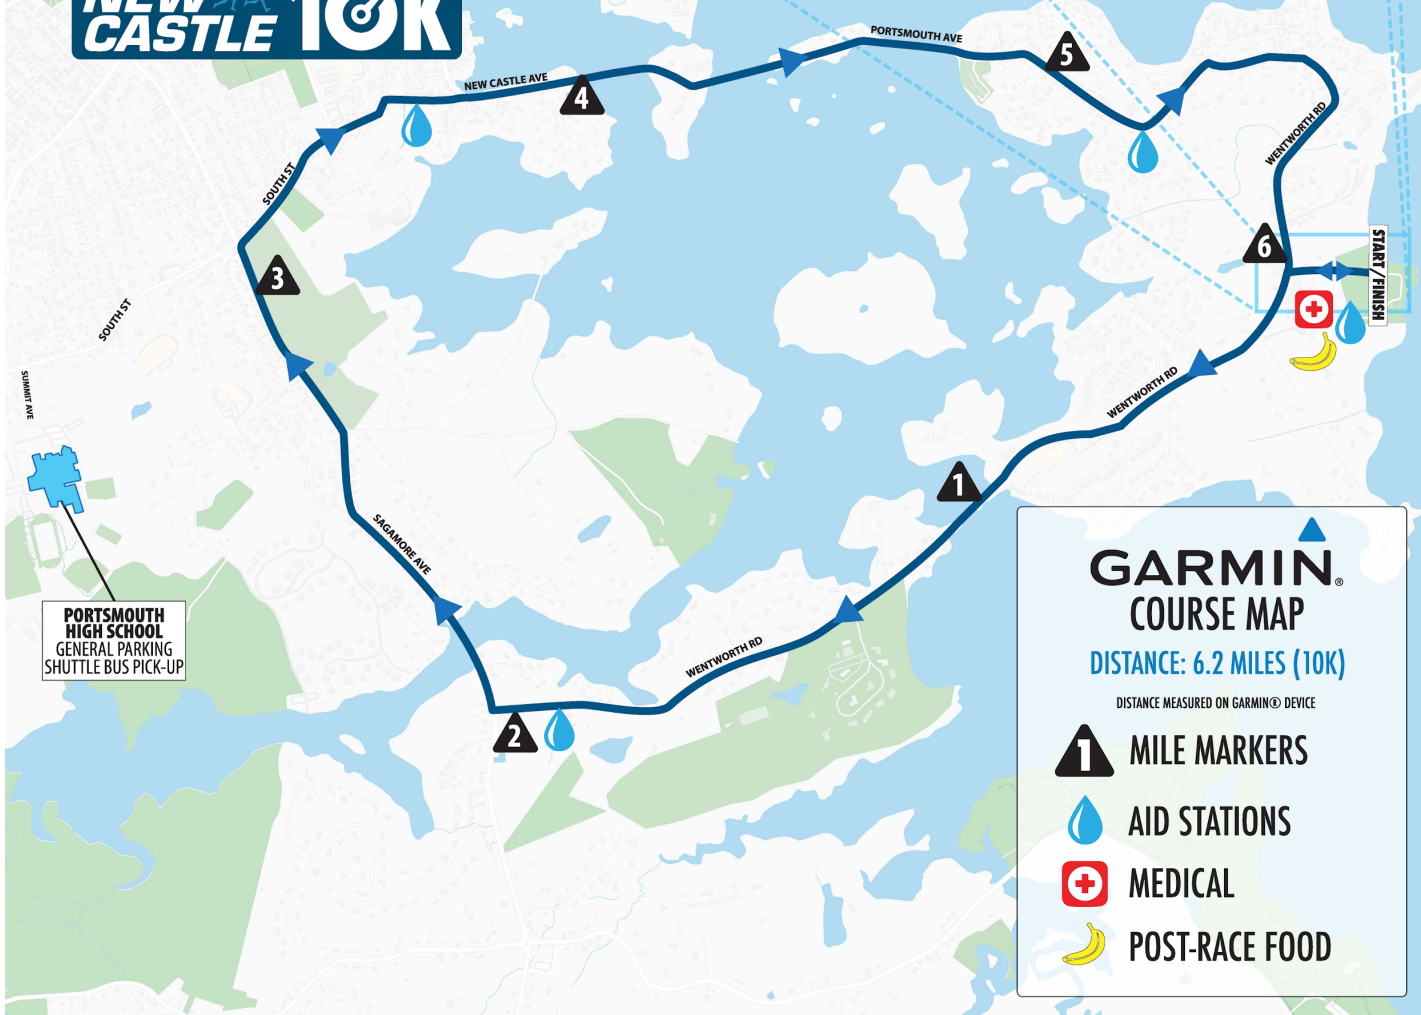 NEW
CASTLE
10K
PORTSMOUTH AVE
5
NEW CASTLE AVE
4
WENTWORTH RD
SOUTH ST
6
START/FINISH
3
SOUTH ST
SUMMIT AVE
WENTWORTH RD
1
SAGAMORE AVE
PORTSMOUTH
HIGH SCHOOL
GENERAL PARKING
SHUTTLE BUS PICK-UP
WENTWORTH RD
2
GARMIN®
COURSE MAP
DISTANCE: 6.2 MILES (10K)
DISTANCE MEASURED ON GARMIN® DEVICE
1 MILE MARKERS
AID STATIONS
MEDICAL
POST-RACE FOOD